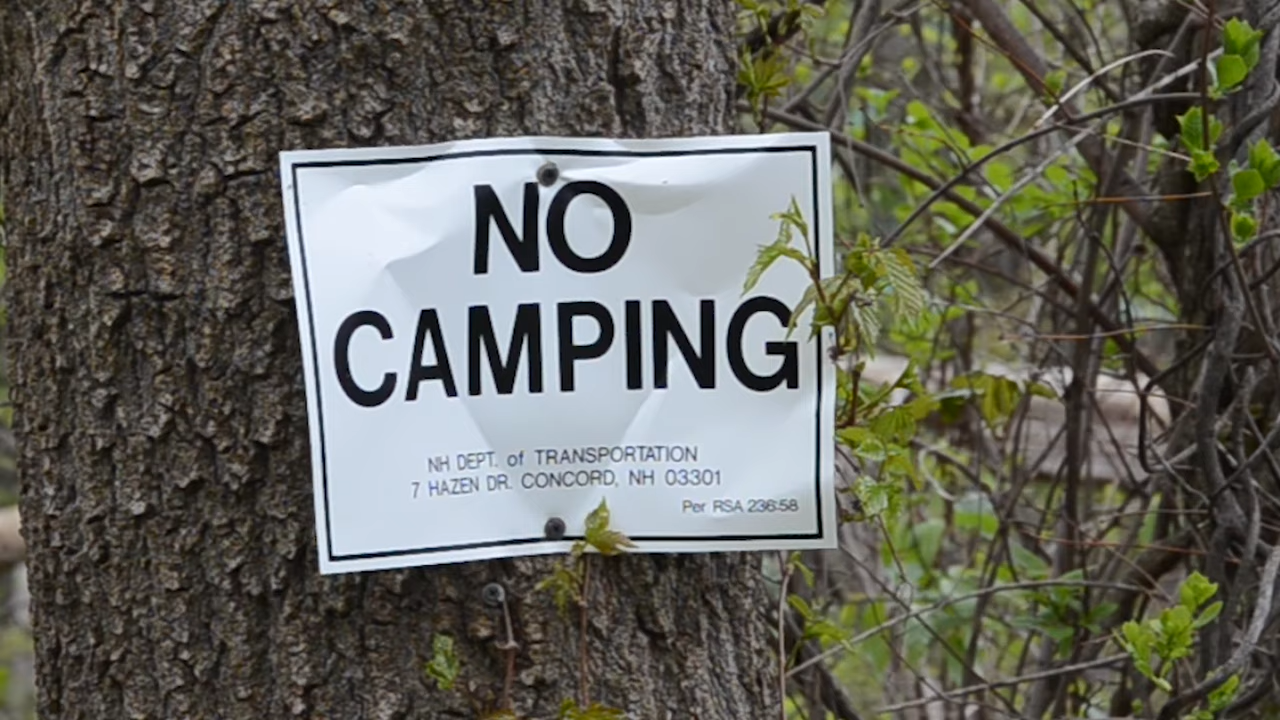 NO
CAMPING
NH DEPT. of TRANSPORTATION
7 HAZEN DR. CONCORD, NH 03301
Per RSA 236:58